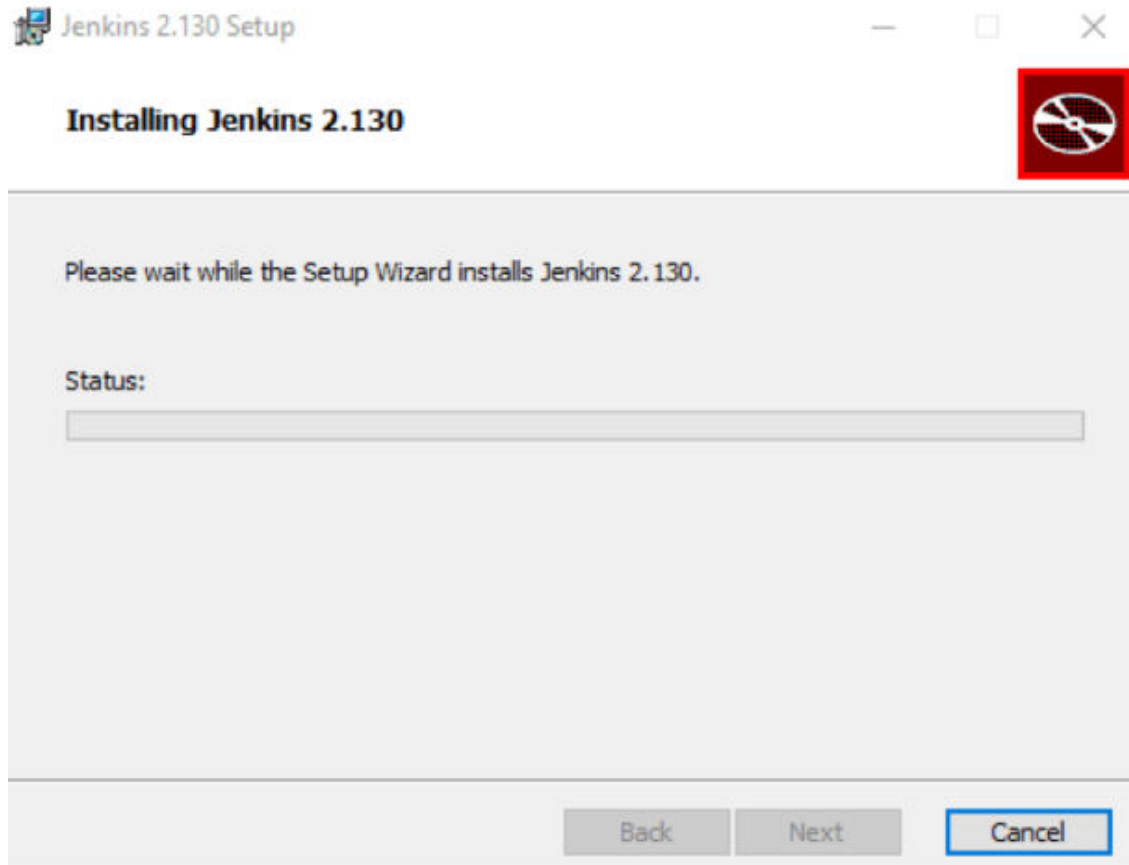 Jenkins 2.130 Setup
Installing Jenkins 2.130
Please wait while the Setup Wizard installs Jenkins 2.130.
Status:
Back Next Cancel